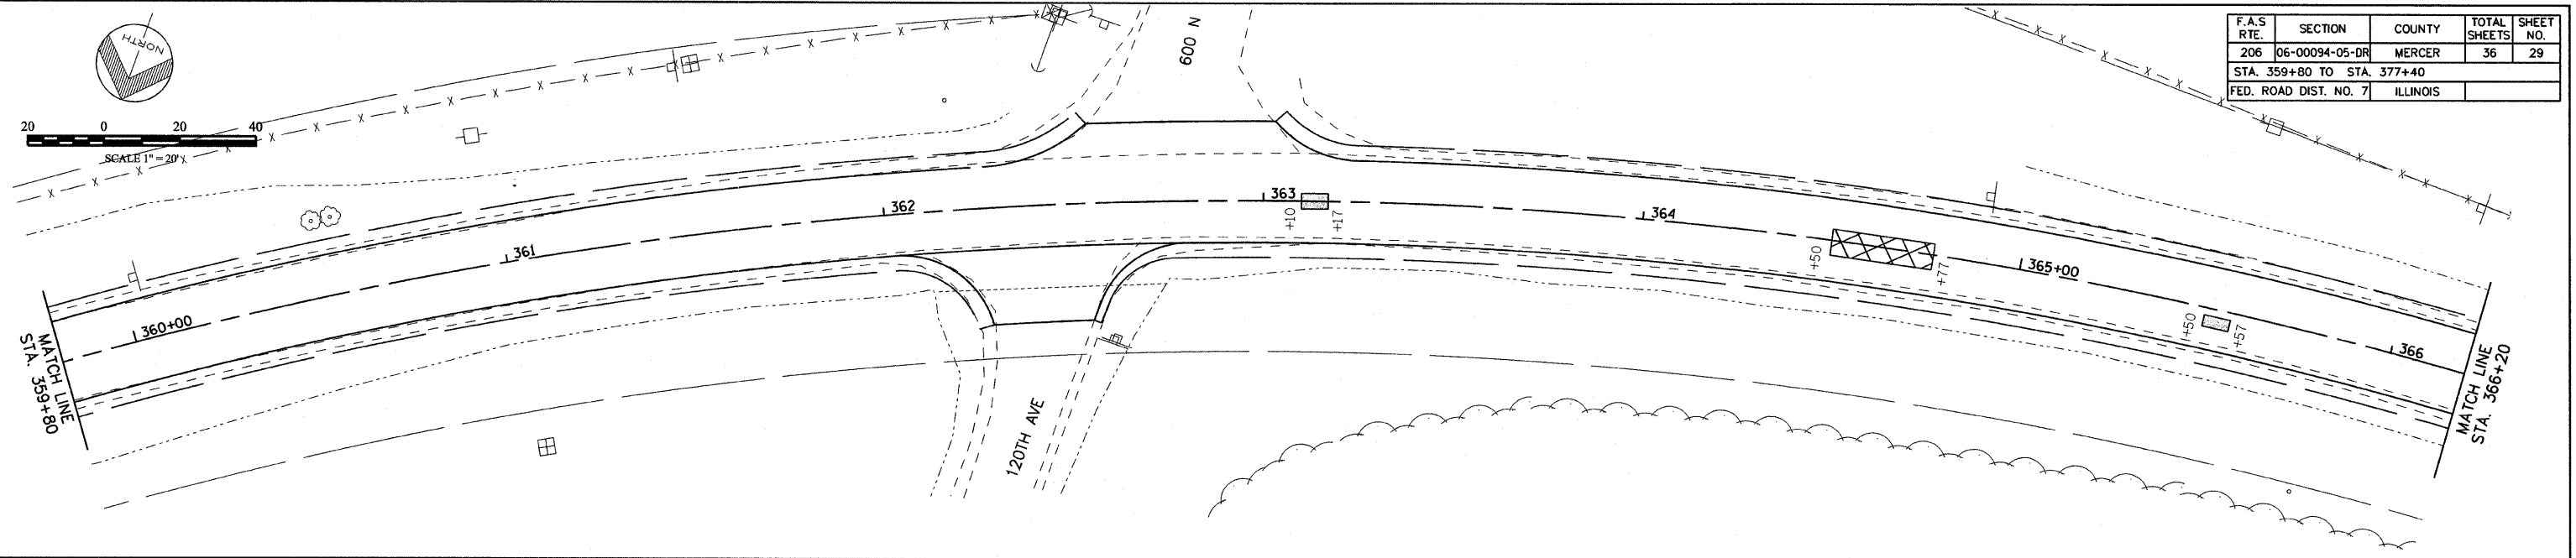 NORTH
20 0 20 40
SCALE 1" = 20'
600 N
F.A.S RTE. SECTION COUNTY TOTAL SHEETS SHEET NO.
206 06-00094-05-DR MERCER 36 29
STA. 359+80 TO STA. 377+40
FED. ROAD DIST. NO. 7 ILLINOIS
MATCH LINE
STA. 359+80
360+00
361
362
363
+10
+17
364
+50
+77
365+00
+50
+57
366
MATCH LINE
STA. 366+20
120TH AVE